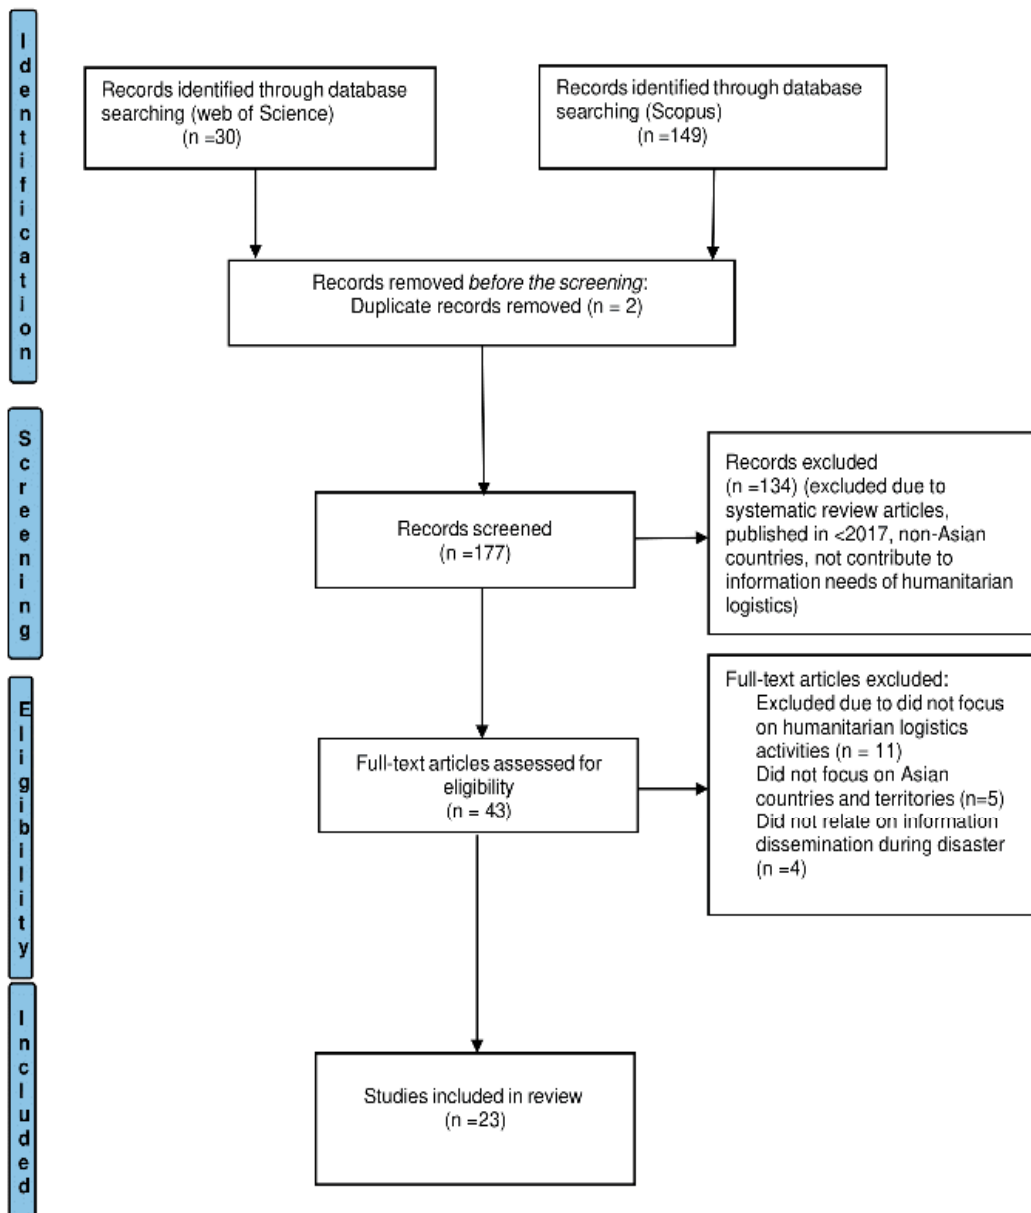 Identification
Records identified through database
searching (web of Science)
(n =30)
Records identified through database
searching (Scopus)
(n =149)
Records removed before the screening:
Duplicate records removed (n = 2)
Screening
Records screened
(n =177)
Records excluded
(n =134) (excluded due to
systematic review articles,
published in <2017, non-Asian
countries, not contribute to
information needs of humanitarian
logistics)
Eligibility
Full-text articles assessed for
eligibility
(n = 43)
Full-text articles excluded:
Excluded due to did not focus
on humanitarian logistics
activities (n = 11)
Did not focus on Asian
countries and territories (n=5)
Did not relate on information
dissemination during disaster
(n =4)
Included
Studies included in review
(n =23)